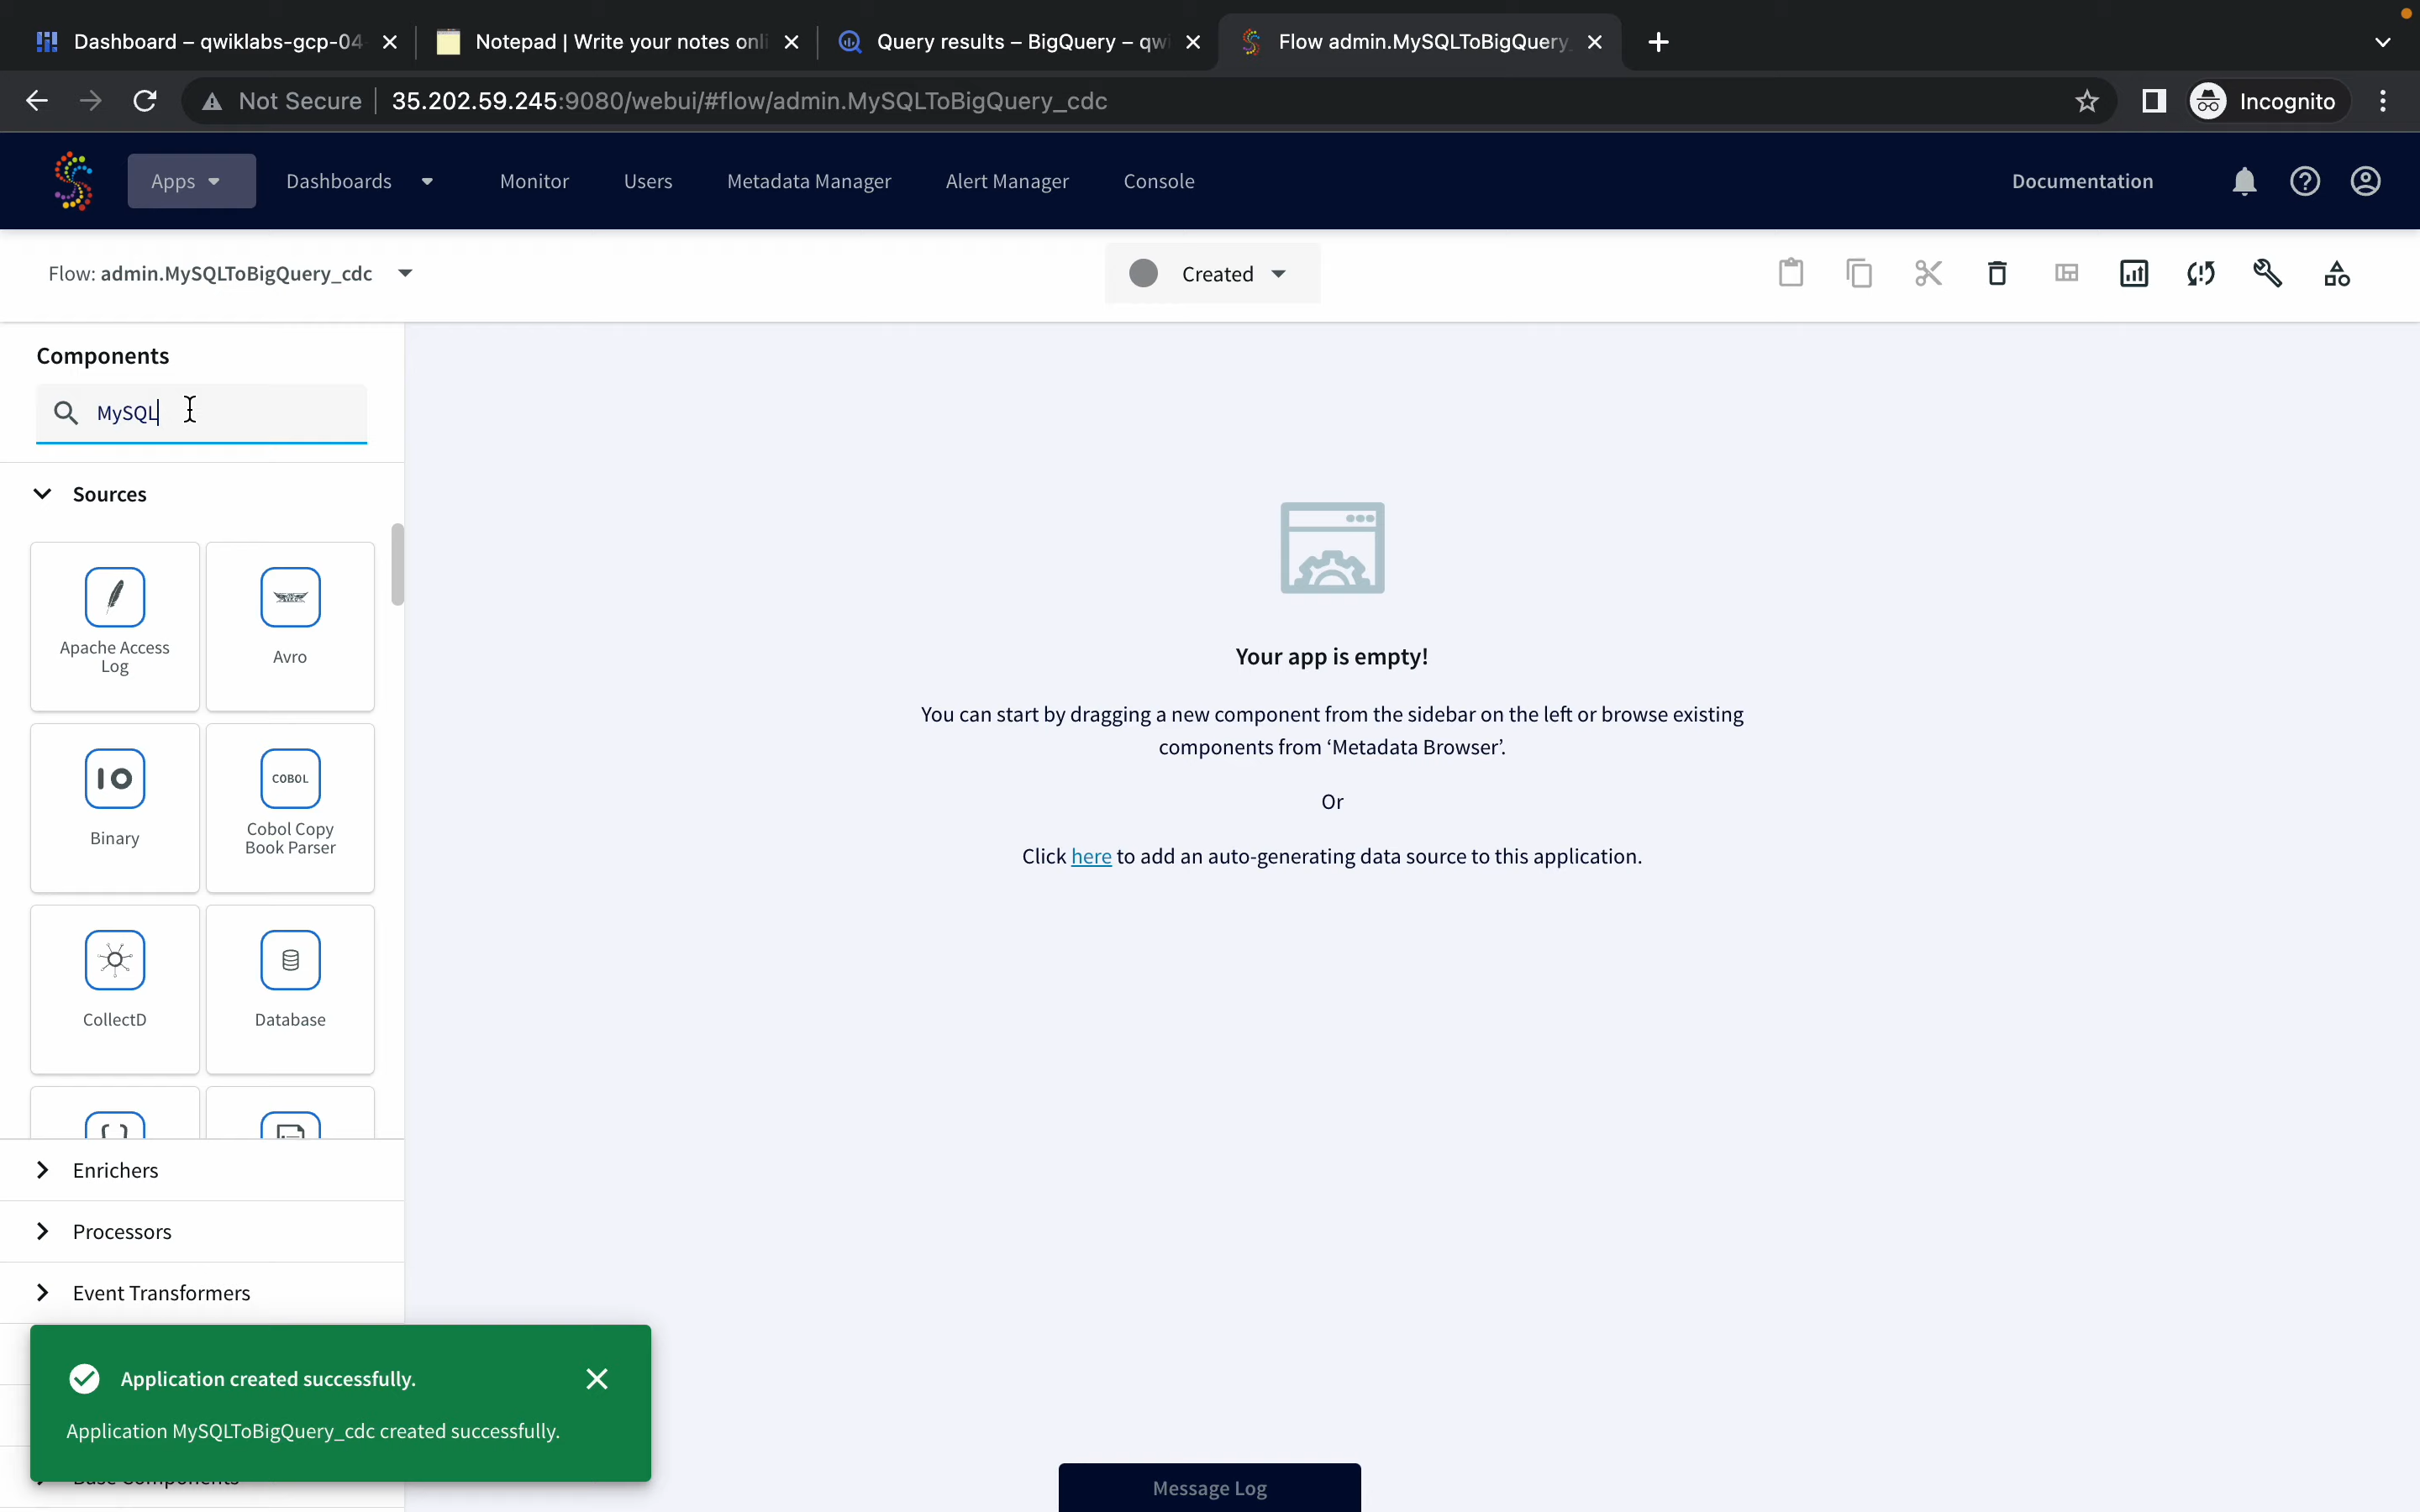 Dashboard – qwiklabs-gcp-04
Notepad | Write your notes onli
Query results – BigQuery – qwi
Flow admin.MySQLToBigQuery_
Not Secure
35.202.59.245:9080/webui/#flow/admin.MySQLToBigQuery_cdc
Incognito
Apps
Dashboards
Monitor
Users
Metadata Manager
Alert Manager
Console
Documentation
Flow: admin.MySQLToBigQuery_cdc
Created
Components
MySQL
Sources
Apache Access
Log
Avro
Binary
COBOL
Cobol Copy
Book Parser
CollectD
Database
Enrichers
Processors
Event Transformers
Your app is empty!
You can start by dragging a new component from the sidebar on the left or browse existing
components from ‘Metadata Browser’.
Or
Click here to add an auto-generating data source to this application.
Application created successfully.
Application MySQLToBigQuery_cdc created successfully.
Base Components
Message Log